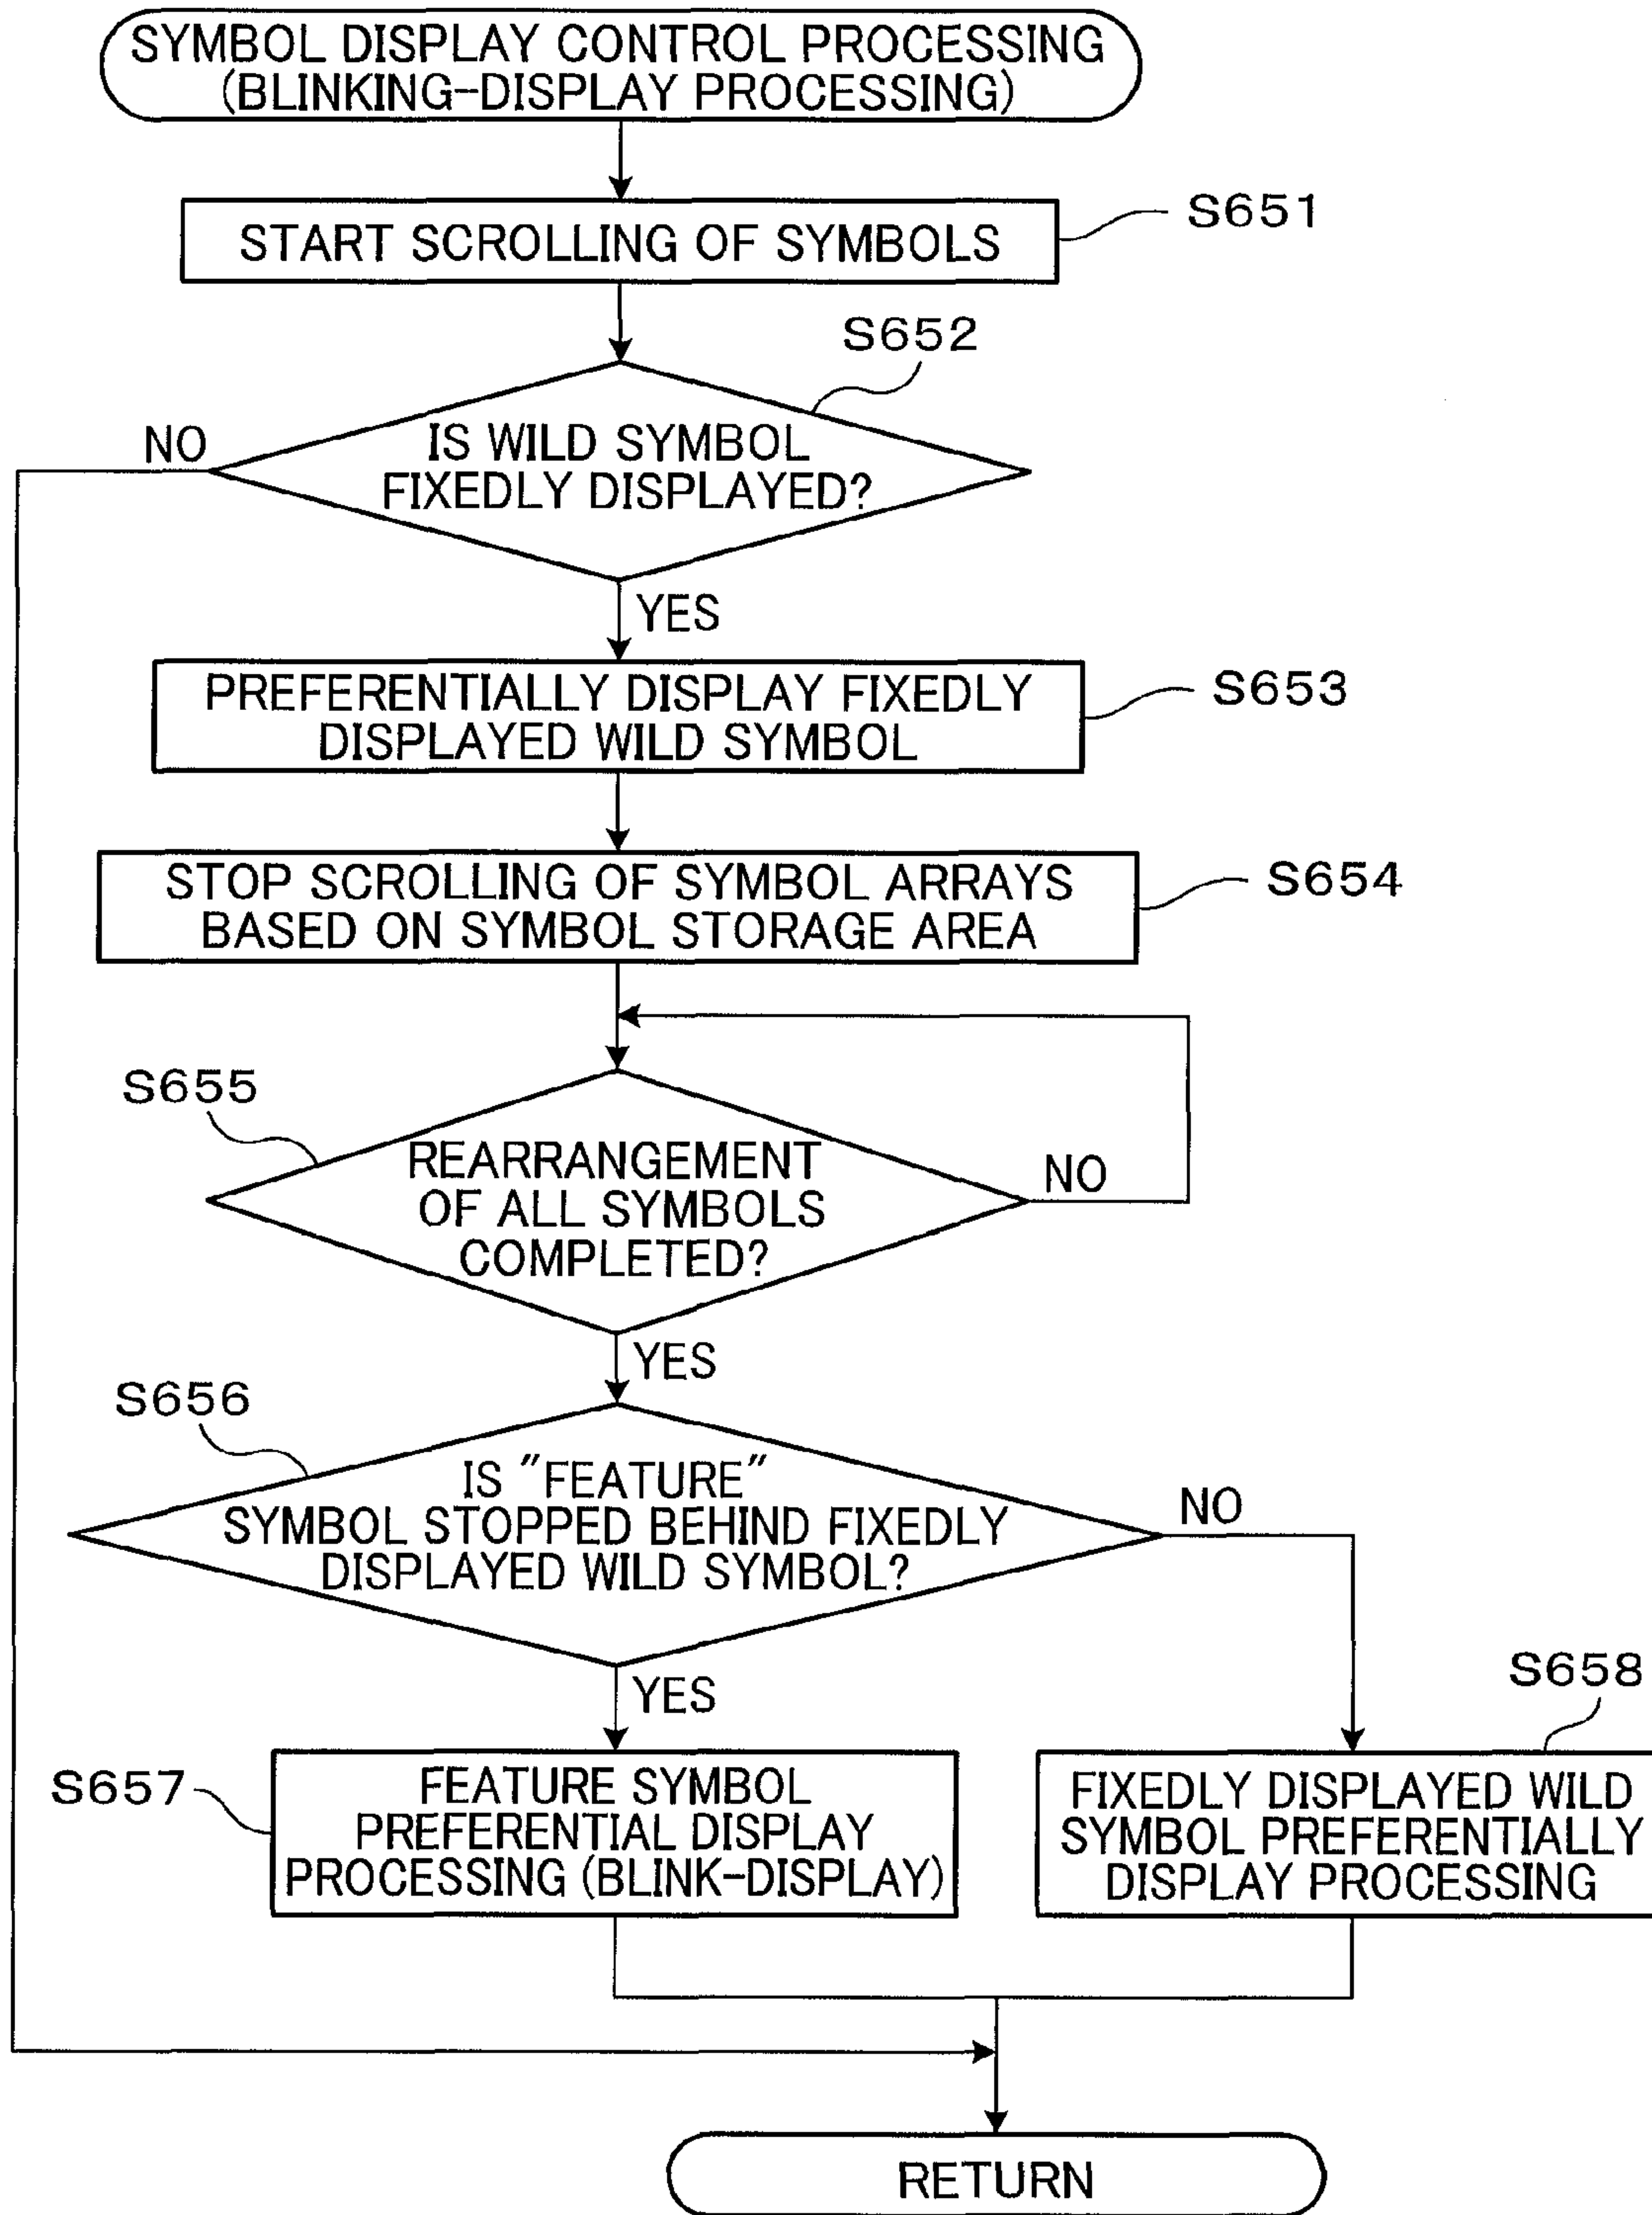 SYMBOL DISPLAY CONTROL PROCESSING
(BLINKING-DISPLAY PROCESSING)
START SCROLLING OF SYMBOLS
S651
S652
NO
IS WILD SYMBOL
FIXEDLY DISPLAYED?
YES
PREFERENTIALLY DISPLAY FIXEDLY
DISPLAYED WILD SYMBOL
S653
STOP SCROLLING OF SYMBOL ARRAYS
BASED ON SYMBOL STORAGE AREA
S654
S655
REARRANGEMENT
OF ALL SYMBOLS
COMPLETED?
NO
YES
S656
IS "FEATURE"
SYMBOL STOPPED BEHIND FIXEDLY
DISPLAYED WILD SYMBOL?
NO
YES
S657
FEATURE SYMBOL
PREFERENTIAL DISPLAY
PROCESSING (BLINK-DISPLAY)
S658
FIXEDLY DISPLAYED WILD
SYMBOL PREFERENTIALLY
DISPLAY PROCESSING
RETURN